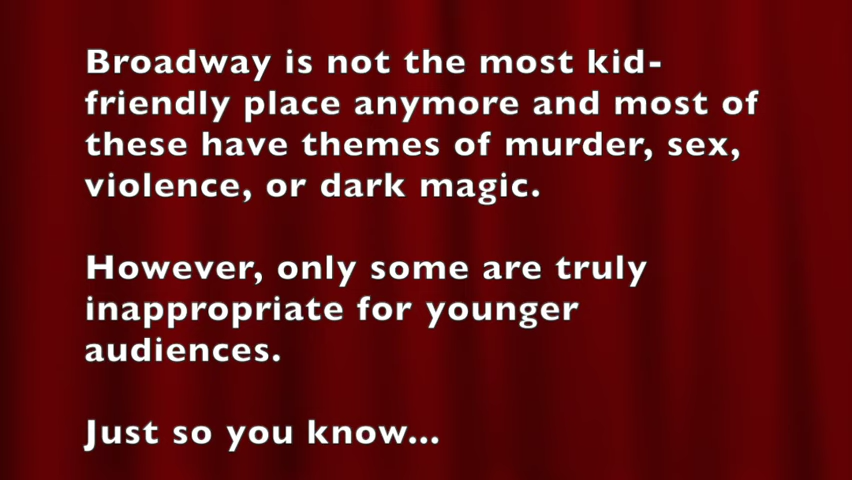 Broadway is not the most kid-
friendly place anymore and most of
these have themes of murder, sex,
violence, or dark magic.
However, only some are truly
inappropriate for younger
audiences.
Just so you know...